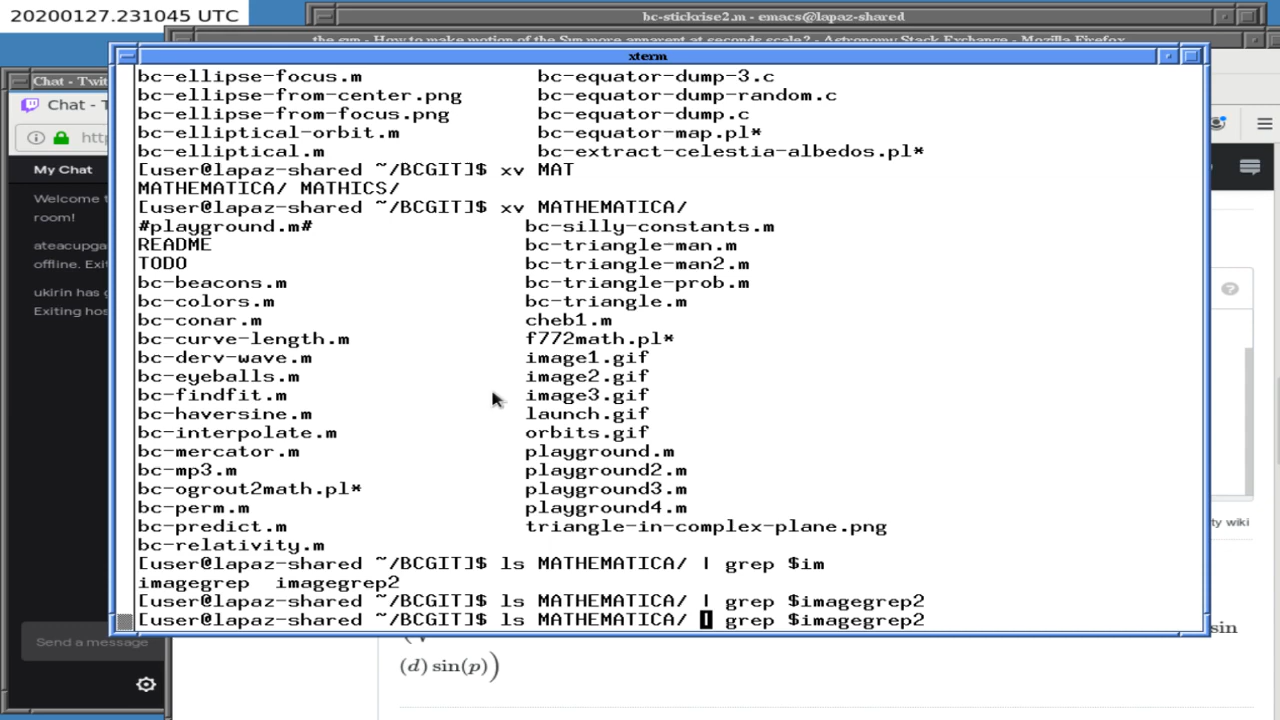 20200127.231045 UTC
bc-stickrise2.m - emacs@lapaz-shared
the sun - How to make motion of the Sun more apparent at seconds scale? - Astronomy Stack Exchange - Mozilla Firefox
xterm
Chat - Twit
Chat - T
http
My Chat
Welcome t
room!
ateacupga
offline. Exi
ukirin has g
Exiting hos
Send a message
bc-ellipse-focus.m bc-equator-dump-3.c
bc-ellipse-from-center.png bc-equator-dump-random.c
bc-ellipse-from-focus.png bc-equator-dump.c
bc-elliptical-orbit.m bc-equator-map.pl*
bc-elliptical.m bc-extract-celestia-albedos.pl*
[user@lapaz-shared ~/BCGIT]$ xv MAT
MATHEMATICA/ MATHICS/
[user@lapaz-shared ~/BCGIT]$ xv MATHEMATICA/
#playground.m# bc-silly-constants.m
README bc-triangle-man.m
TODO bc-triangle-man2.m
bc-beacons.m bc-triangle-prob.m
bc-colors.m bc-triangle.m
bc-conar.m cheb1.m
bc-curve-length.m f772math.pl*
bc-derv-wave.m image1.gif
bc-eyeballs.m image2.gif
bc-findfit.m image3.gif
bc-haversine.m launch.gif
bc-interpolate.m orbits.gif
bc-mercator.m playground.m
bc-mp3.m playground2.m
bc-ogrout2math.pl* playground3.m
bc-perm.m playground4.m
bc-predict.m triangle-in-complex-plane.png
bc-relativity.m
[user@lapaz-shared ~/BCGIT]$ ls MATHEMATICA/ | grep $im
imagegrep imagegrep2
[user@lapaz-shared ~/BCGIT]$ ls MATHEMATICA/ | grep $imagegrep2
[user@lapaz-shared ~/BCGIT]$ ls MATHEMATICA/ | grep $imagegrep2
ty wiki
sin
(d) sin(p))